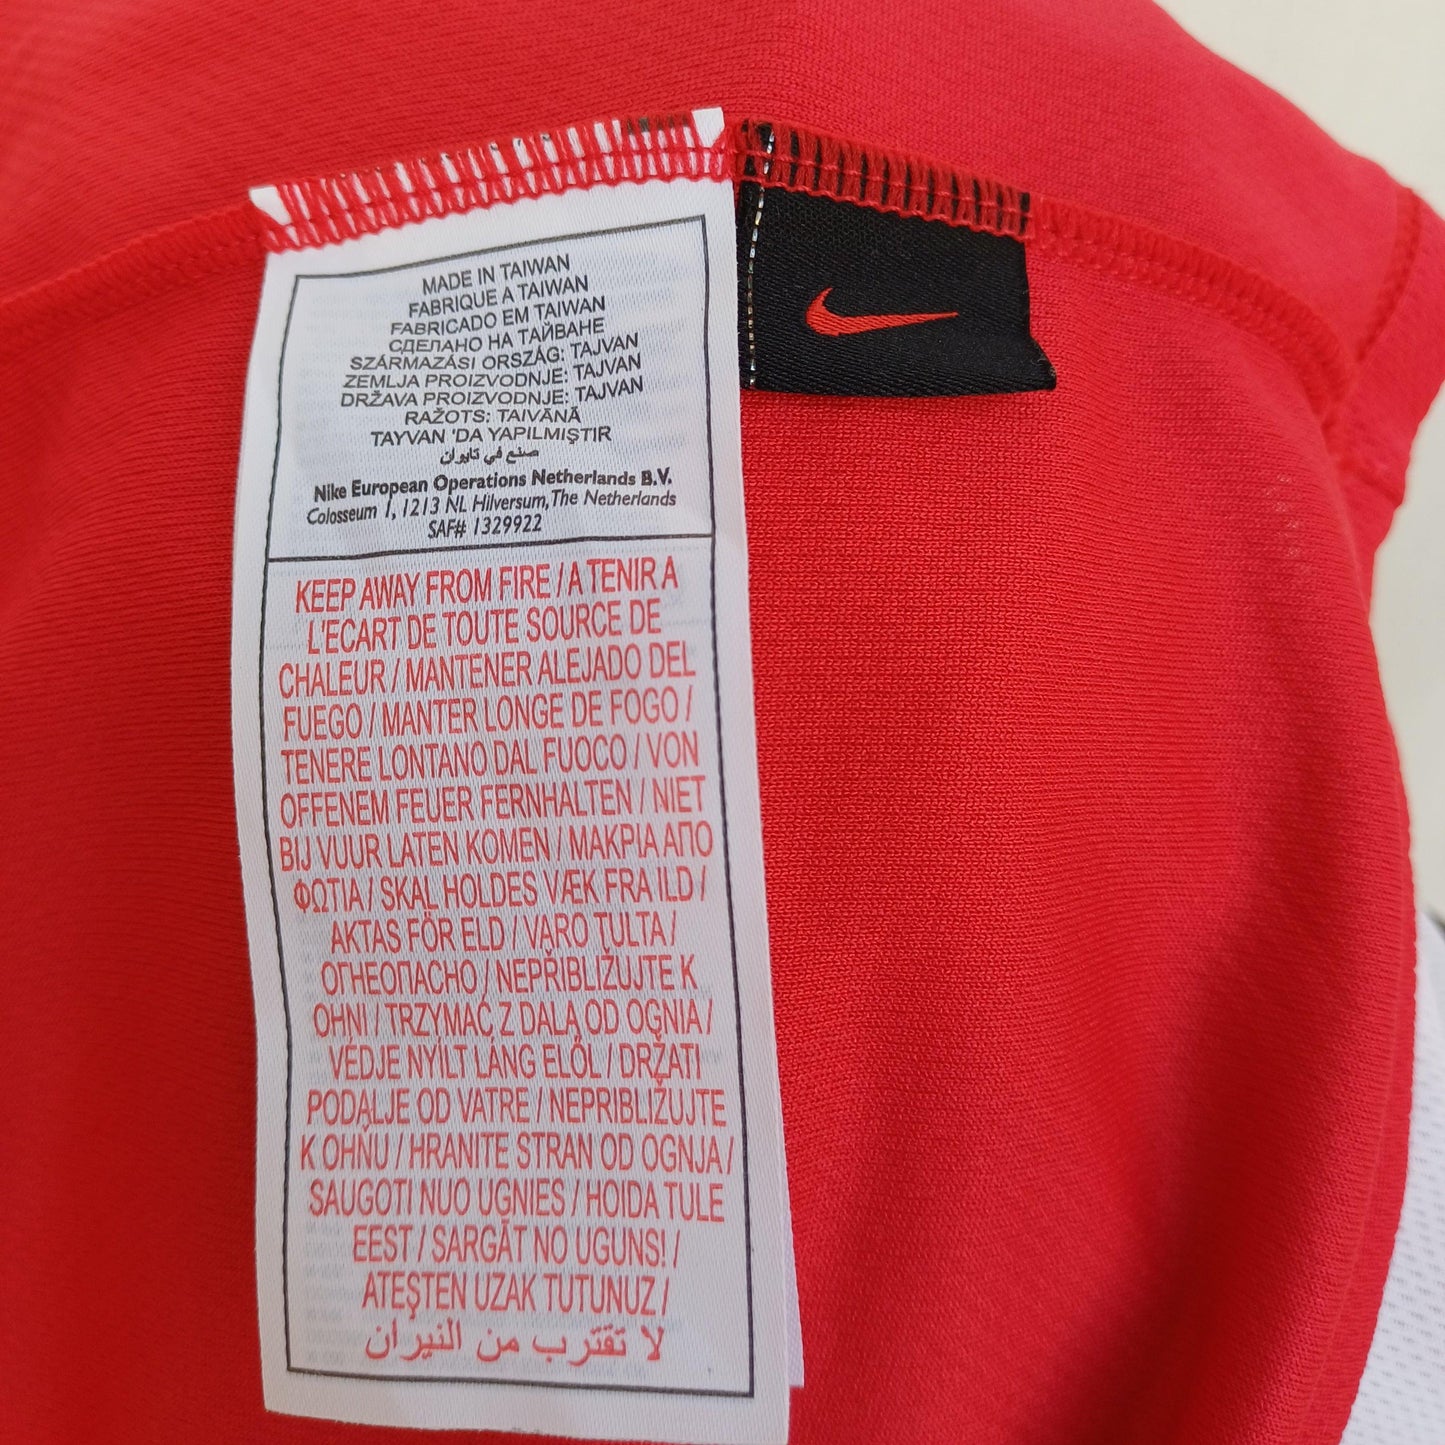 MADE IN TAIWAN
FABRIQUE A TAIWAN
FABRICADO EM TAIWAN
СДЕЛАНО НА ТАЙВАНЕ
SZÁRMAZÁSI ORSZÁG: TAJVAN
ZEMLJA PROIZVODNJE: TAJVAN
DRŽAVA PROIZVODNJE: TAJVAN
RAŽOTS: TAIVĀNĀ
TAYVAN 'DA YAPILMIŞTIR
صنع في تايوان
Nike European Operations Netherlands B.V.
Colosseum 1, 1213 NL Hilversum, The Netherlands
SAF# 1329922
KEEP AWAY FROM FIRE / A TENIR A
L'ECART DE TOUTE SOURCE DE
CHALEUR / MANTENER ALEJADO DEL
FUEGO / MANTER LONGE DE FOGO /
TENERE LONTANO DAL FUOCO / VON
OFFENEM FEUER FERNHALTEN / NIET
BIJ VUUR LATEN KOMEN / ΜΑΚΡΙΑ ΑΠΟ
ΦΩΤΙΑ / SKAL HOLDES VÆK FRA ILD /
AKTAS FÖR ELD / VARO TULTA /
ОГНЕОПАСНО / NEPŘIBLIŽUJTE K
OHNI / TRZYMAĆ Z DALA OD OGNIA /
VÉDJE NYÍLT LÁNG ELŐL / DRŽATI
PODALJE OD VATRE / NEPRIBLIŽUJTE
K OHŇU / HRANITE STRAN OD OGNJA /
SAUGOTI NUO UGNIES / HOIDA TULE
EEST / SARGĀT NO UGUNS! /
ATEŞTEN UZAK TUTUNUZ /
لا تقترب من النيران